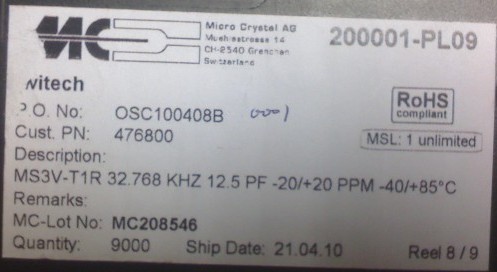 MC
Micro Crystal AG
Muehlestrasse 14
CH-2540 Grenchen
Switzerland
200001-PL09
witech
P.O. No: OSC100408B 0001
RoHS
compliant
Cust. PN: 476800
MSL: 1 unlimited
Description:
MS3V-T1R 32.768 KHZ 12.5 PF -20/+20 PPM -40/+85°C
Remarks:
MC-Lot No: MC208546
Quantity: 9000 Ship Date: 21.04.10 Reel 8 / 9